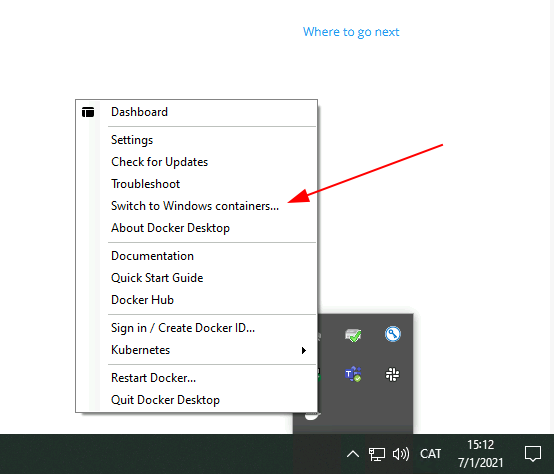 Where to go next
Dashboard
Settings
Check for Updates
Troubleshoot
Switch to Windows containers...
About Docker Desktop
Documentation
Quick Start Guide
Docker Hub
Sign in / Create Docker ID...
Kubernetes
Restart Docker...
Quit Docker Desktop
CAT
15:12
7/1/2021